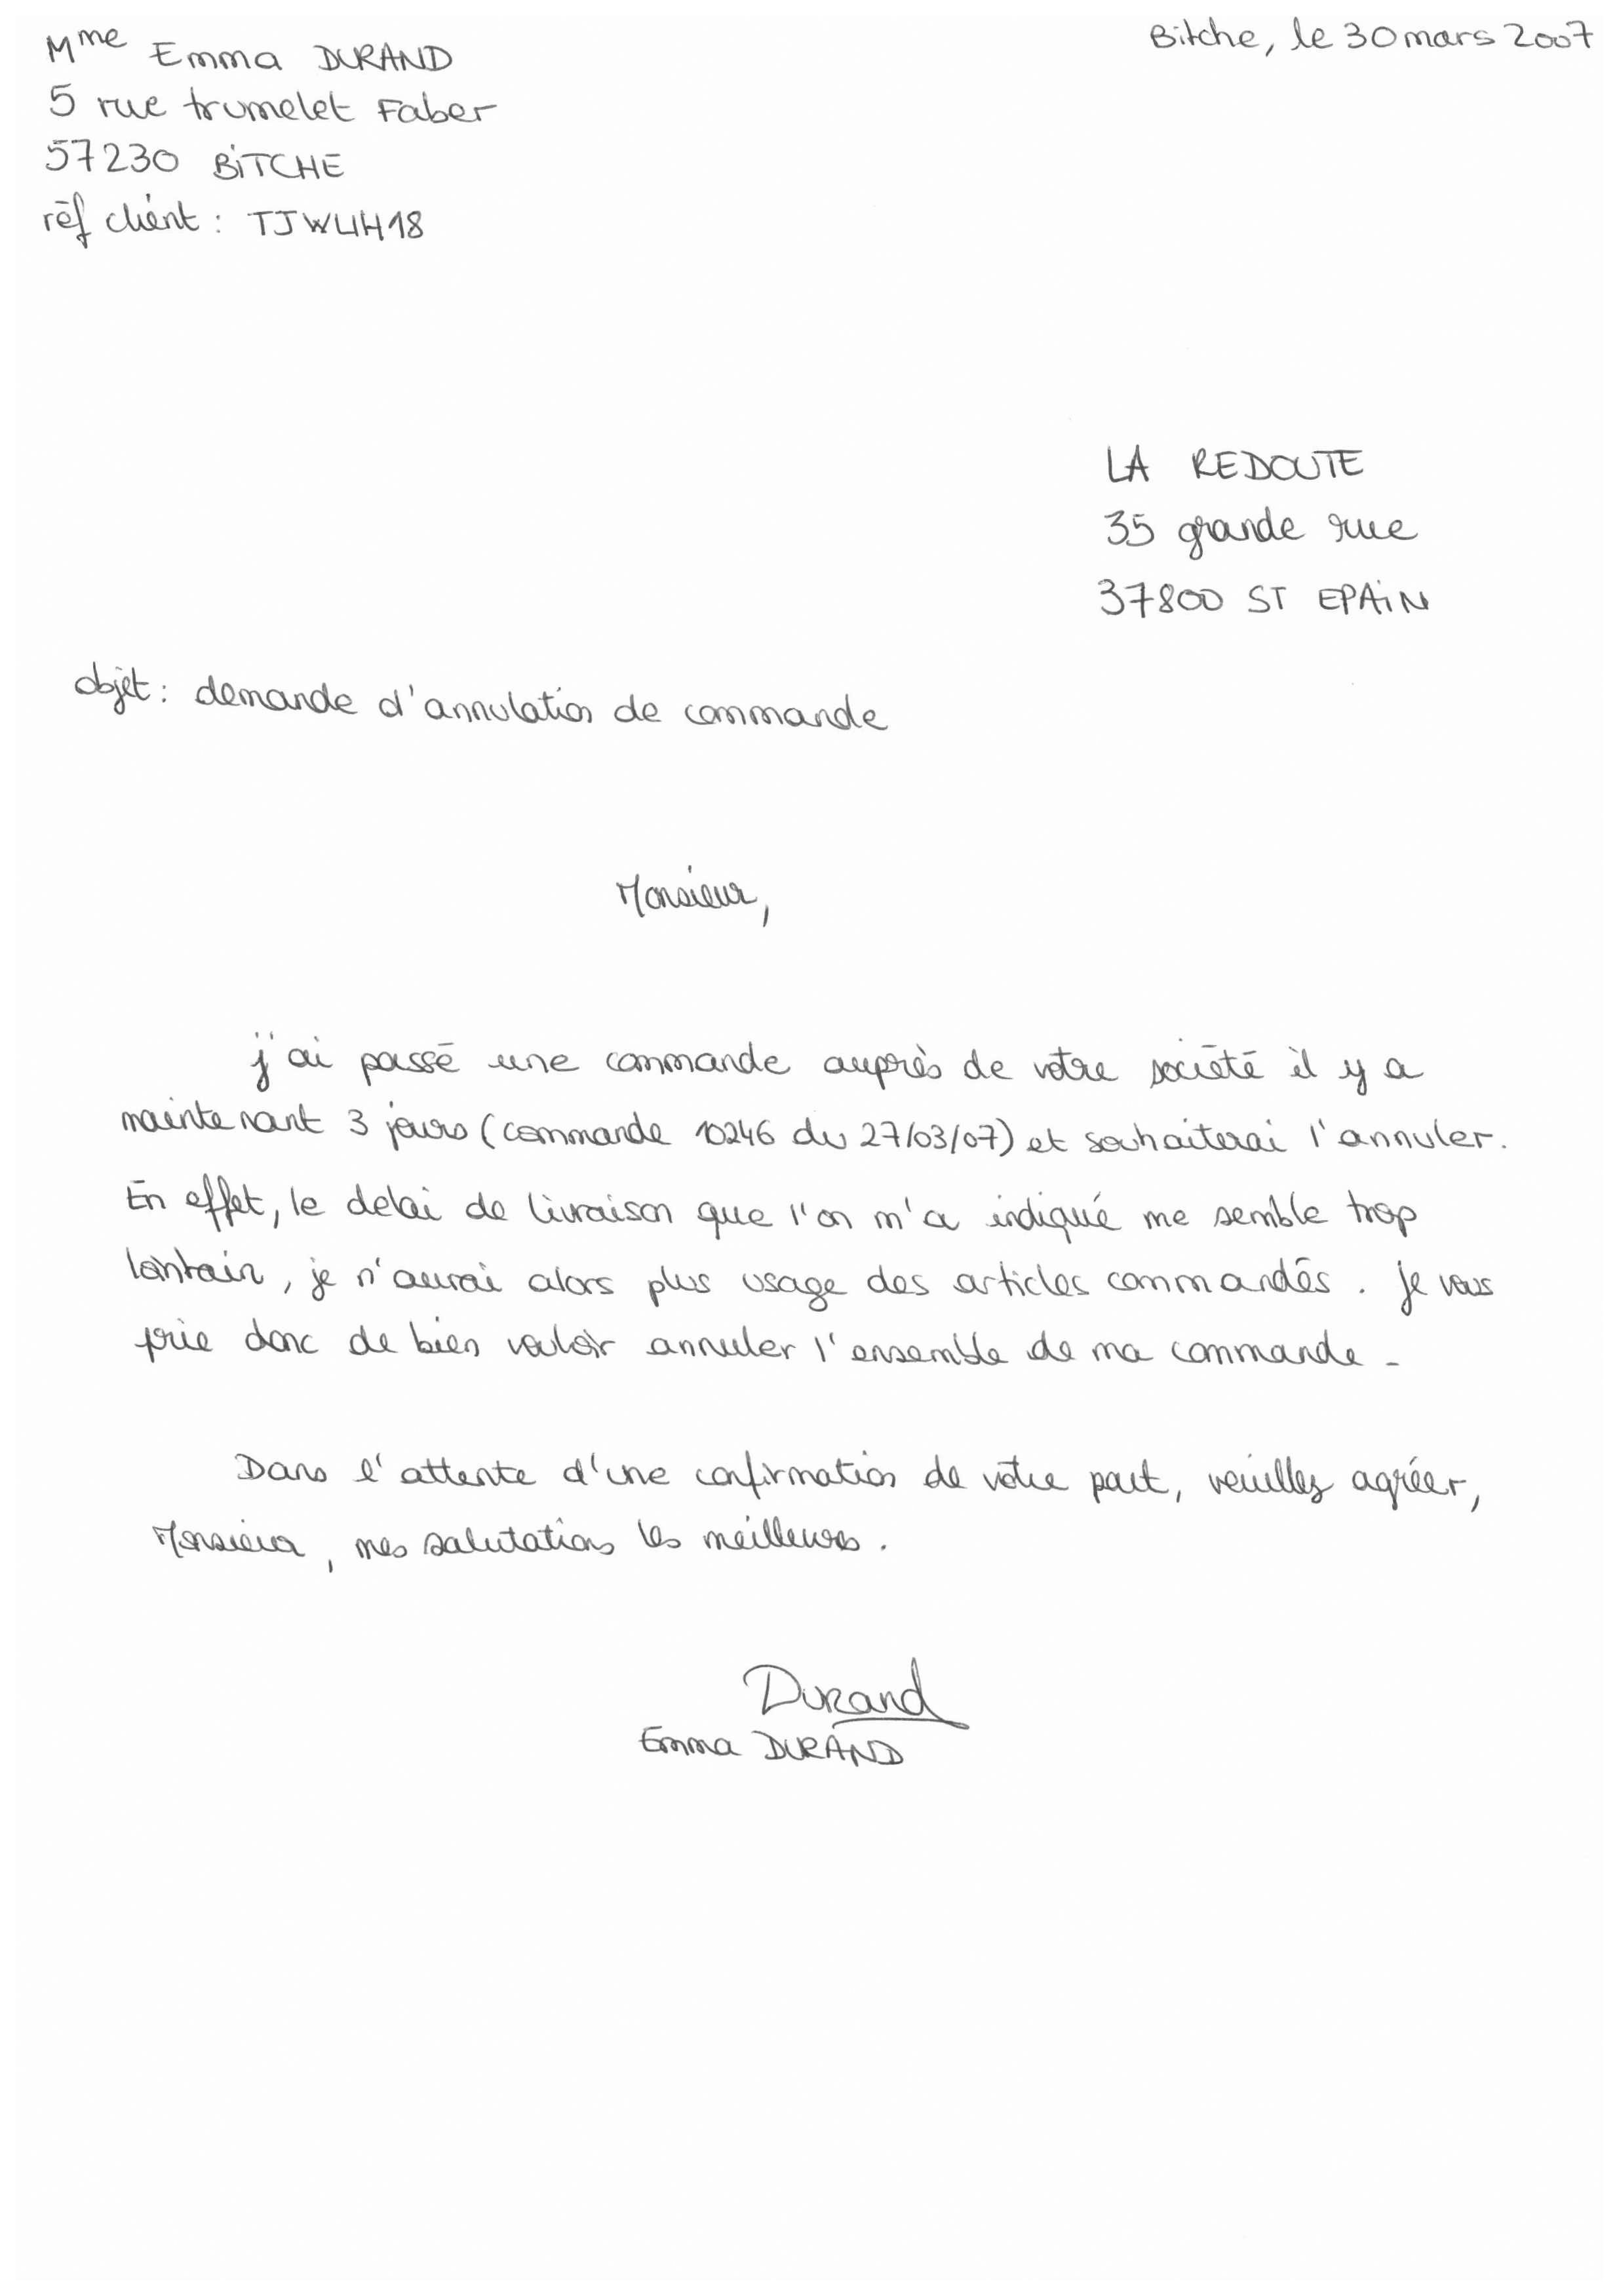 Mme Emma DURAND
Bitche, le 30 mars 2007
5 rue trumelet Faber
57230 BITCHE
réf client : TJWUH18
LA REDOUTE
35 grande rue
37800 ST EPAIN
objet : demande d'annulation de commande
Monsieur,
j'ai passé une commande auprès de votre société il y a
maintenant 3 jours (commande 10246 du 27/03/07) et souhaiterai l'annuler.
En effet, le delai de livraison que l'on m'a indiqué me semble trop
lointain, je n'aurai alors plus usage des articles commandés. Je vous
prie donc de bien vouloir annuler l'ensemble de ma commande.
Dans l'attente d'une confirmation de votre part, veuillez agréer,
Monsieur, mes salutations les meilleures.
Durand
Emma DURAND